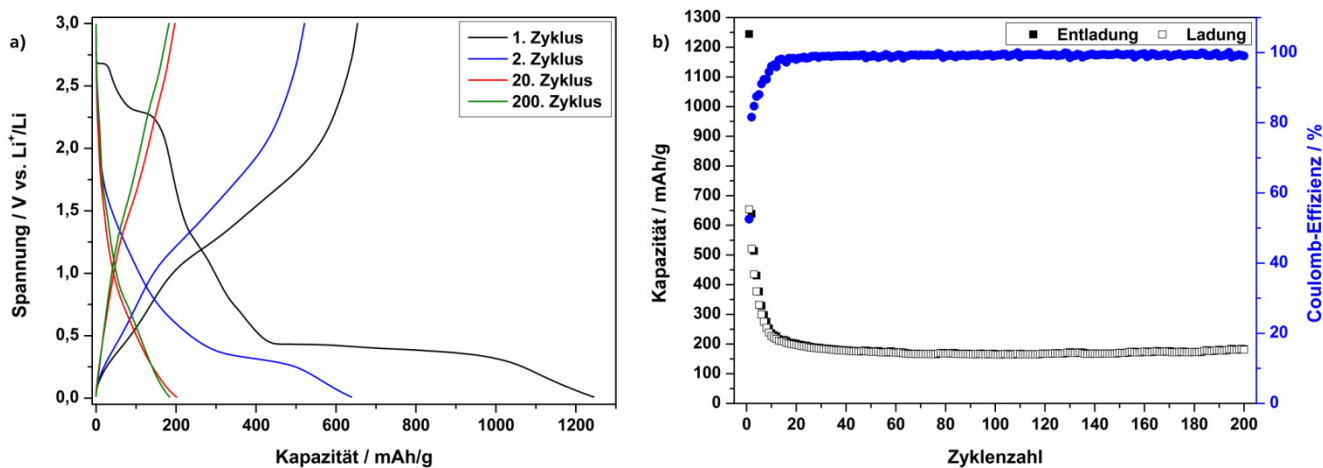 a)
3,0
2,5
2,0
1,5
1,0
0,5
0,0
Spannung / V vs. Li⁺/Li
0 200 400 600 800 1000 1200
Kapazität / mAh/g
1. Zyklus
2. Zyklus
20. Zyklus
200. Zyklus
b)
1300
1200
1100
1000
900
800
700
600
500
400
300
200
100
0
Kapazität / mAh/g
0 20 40 60 80 100 120 140 160 180 200
Zyklenzahl
Entladung Ladung
100
80
60
40
20
0
Coulomb-Effizienz / %